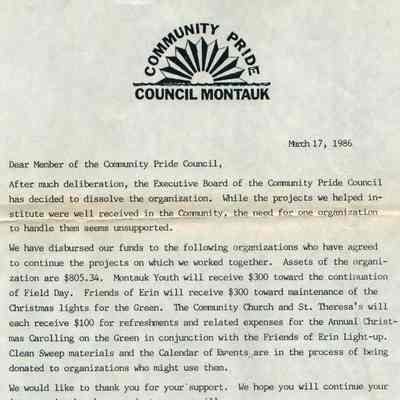 COMMUNITY PRIDE
COUNCIL MONTAUK
March 17, 1986
Dear Member of the Community Pride Council,
After much deliberation, the Executive Board of the Community Pride Council
has decided to dissolve the organization. While the projects we helped in-
stitute were well received in the Community, the need for one organization
to handle them seems unsupported.
We have disbursed our funds to the following organizations who have agreed
to continue the projects on which we worked together. Assets of the organi-
zation are $805.34. Montauk Youth will receive $300 toward the continuation
of Field Day. Friends of Erin will receive $300 toward maintenance of the
Christmas lights for the Green. The Community Church and St. Theresa's will
each receive $100 for refreshments and related expenses for the Annual Christ-
mas Carolling on the Green in conjunction with the Friends of Erin Light-up.
Clean Sweep materials and the Calendar of Events are in the process of being
donated to organizations who might use them.
We would like to thank you for your support. We hope you will continue your